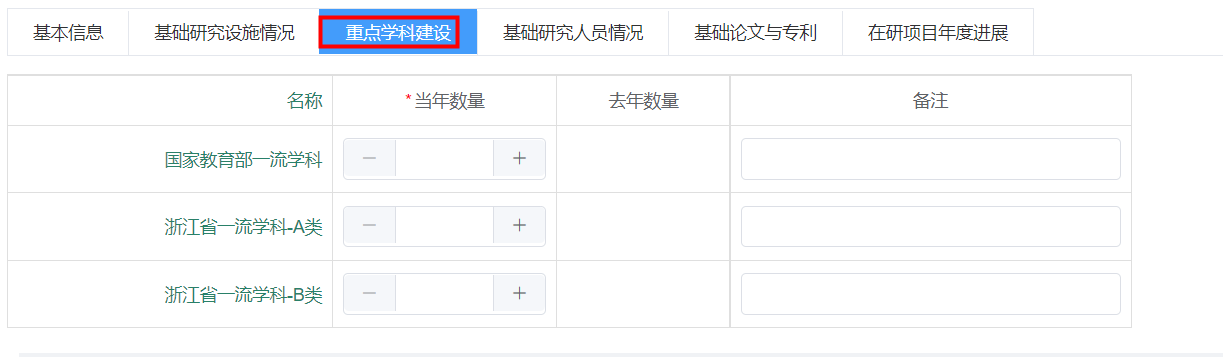 基本信息 基础研究设施情况 重点学科建设 基础研究人员情况 基础论文与专利 在研项目年度进展
名称 *当年数量 去年数量 备注
国家教育部一流学科
浙江省一流学科-A类
浙江省一流学科-B类